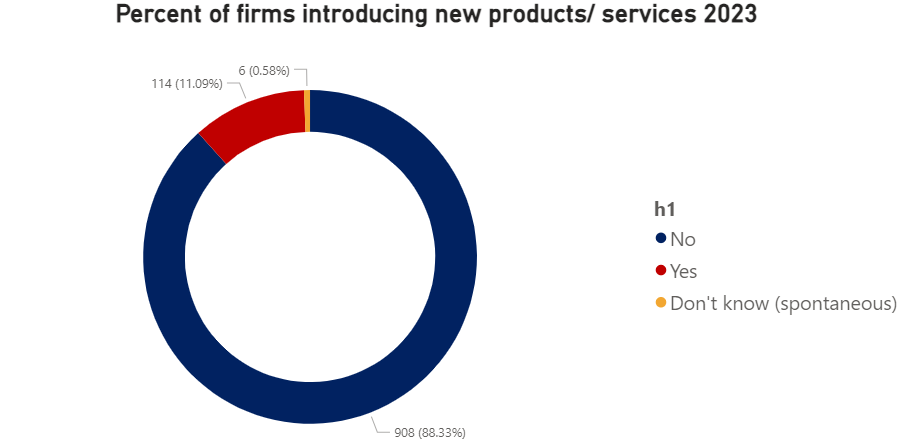 Percent of firms introducing new products/ services 2023
6 (0.58%)
114 (11.09%)
h1
No
Yes
Don't know (spontaneous)
908 (88.33%)